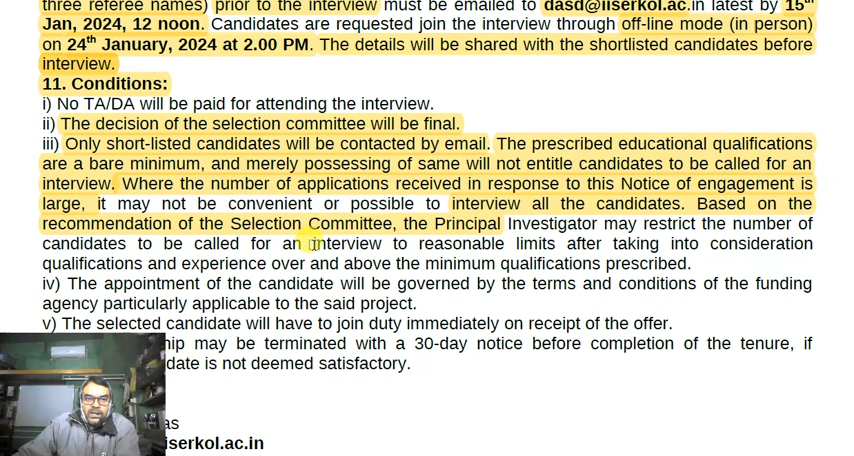 three referee names) prior to the interview must be emailed to dasd@iiserkol.ac.in latest by 15th
Jan, 2024, 12 noon. Candidates are requested join the interview through off-line mode (in person)
on 24th January, 2024 at 2.00 PM. The details will be shared with the shortlisted candidates before
interview.
11. Conditions:
i) No TA/DA will be paid for attending the interview.
ii) The decision of the selection committee will be final.
iii) Only short-listed candidates will be contacted by email. The prescribed educational qualifications
are a bare minimum, and merely possessing of same will not entitle candidates to be called for an
interview. Where the number of applications received in response to this Notice of engagement is
large, it may not be convenient or possible to interview all the candidates. Based on the
recommendation of the Selection Committee, the Principal Investigator may restrict the number of
candidates to be called for an interview to reasonable limits after taking into consideration
qualifications and experience over and above the minimum qualifications prescribed.
iv) The appointment of the candidate will be governed by the terms and conditions of the funding
agency particularly applicable to the said project.
v) The selected candidate will have to join duty immediately on receipt of the offer.
hip may be terminated with a 30-day notice before completion of the tenure, if
date is not deemed satisfactory.
as
iserkol.ac.in